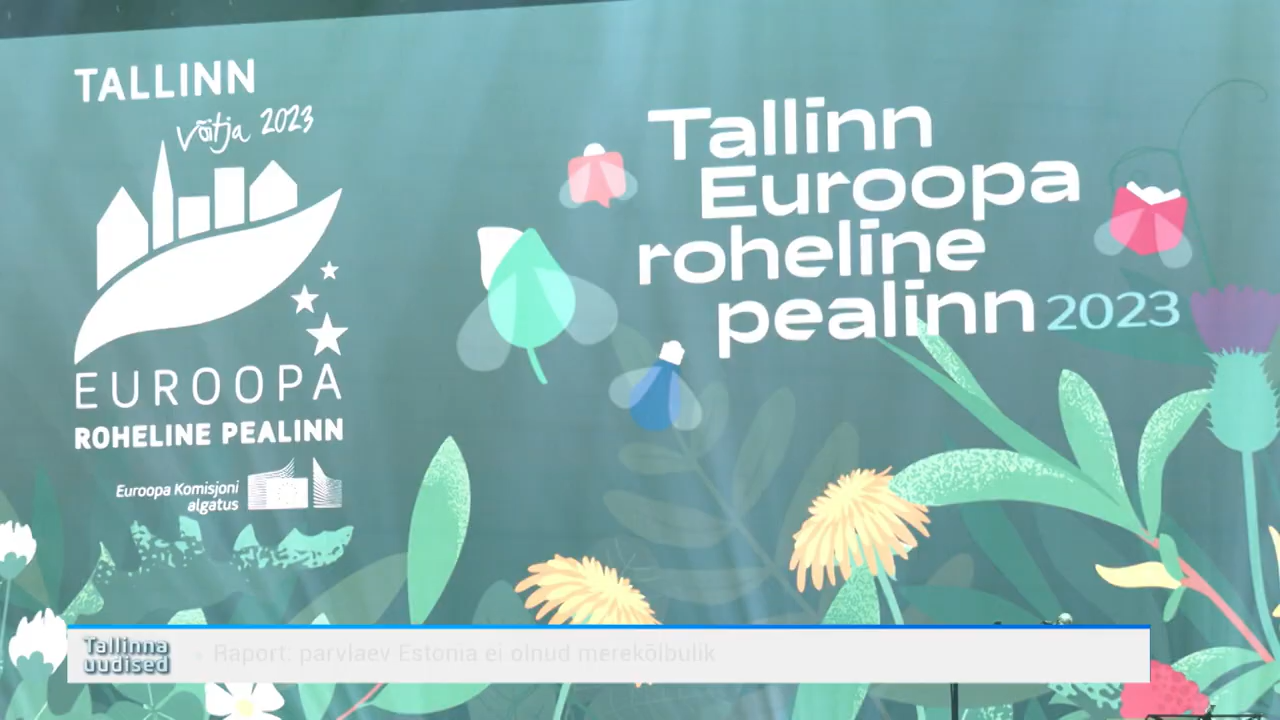 TALLINN
Võitja 2023
EUROOPA
ROHELINE PEALINN
Euroopa Komisjoni
algatus
Tallinn
Euroopa
roheline
pealinn 2023
Tallinna
uudised
• Raport: parvlaev Estonia ei olnud merekõlbulik